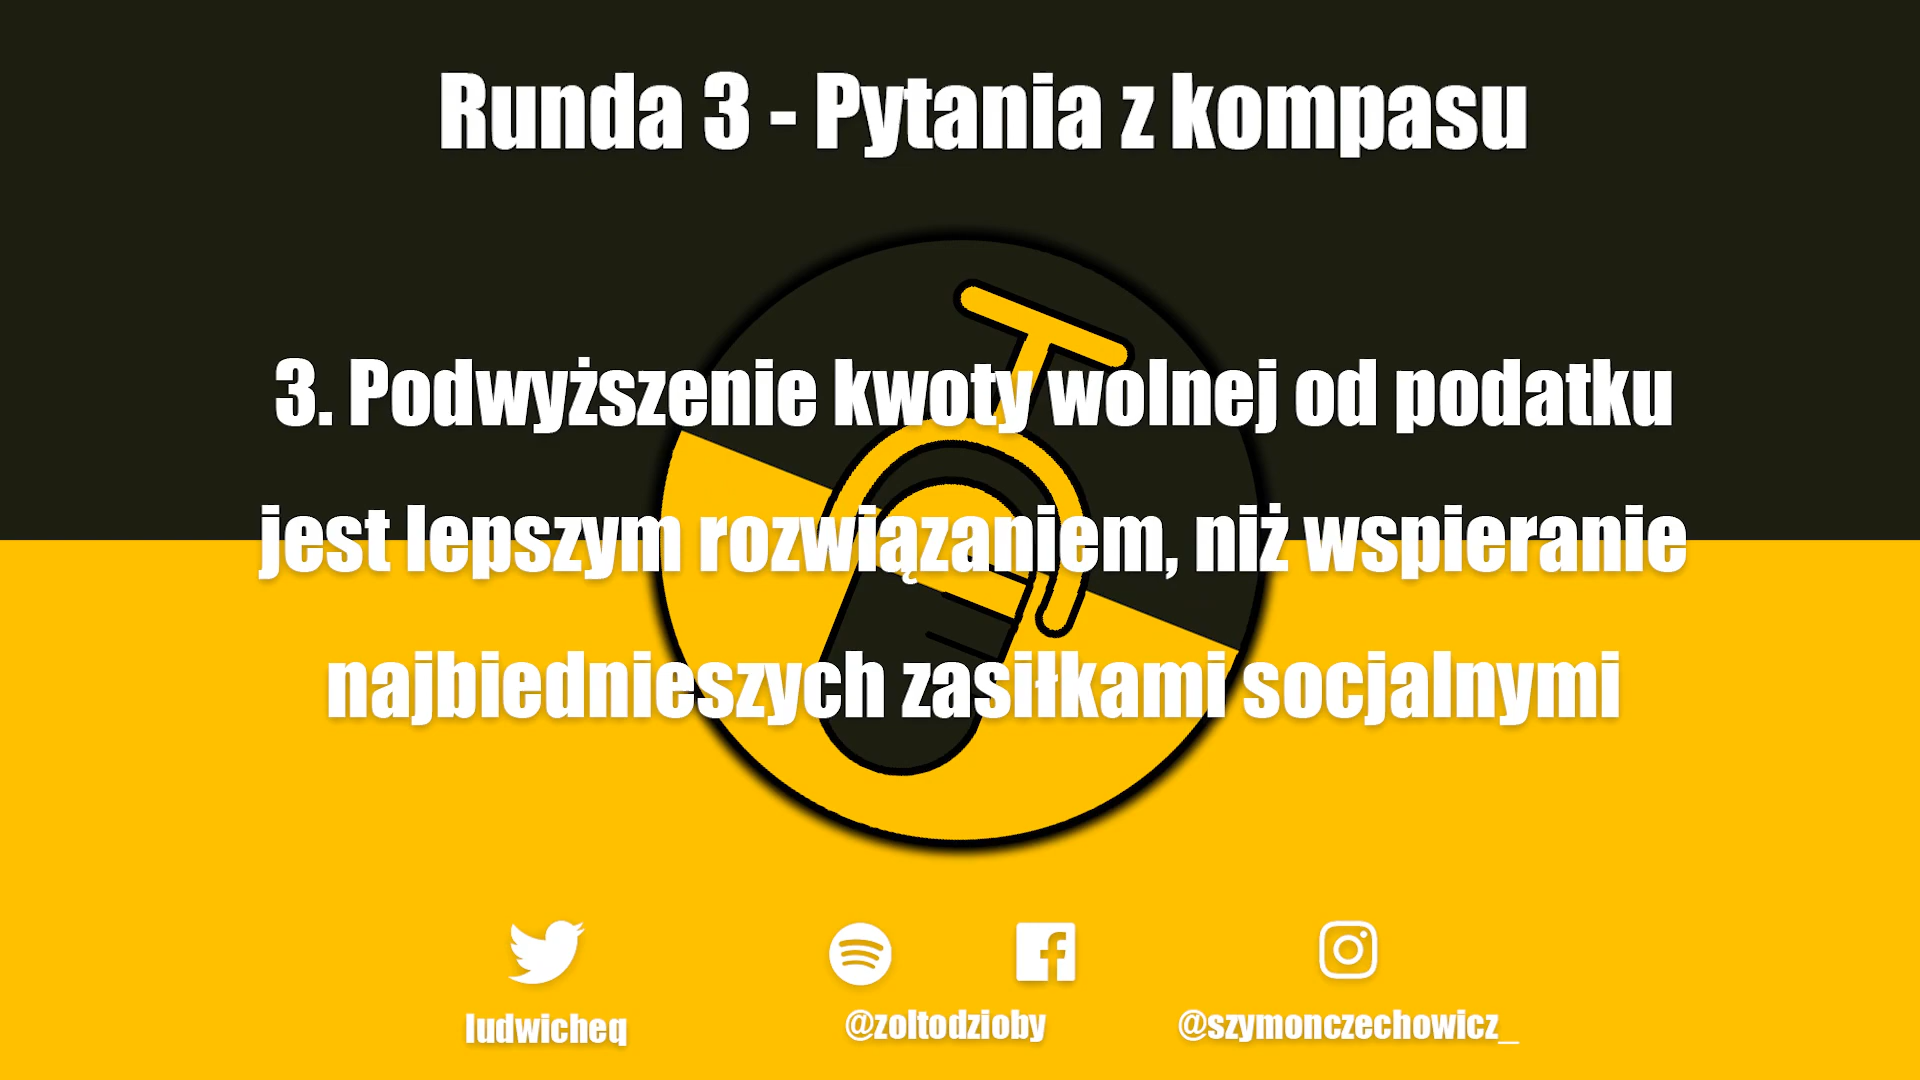 Runda 3 - Pytania z kompasu
3. Podwyższenie kwoty wolnej od podatku
jest lepszym rozwiązaniem, niż wspieranie
najbiednieszych zasiłkami socjalnymi
ludwicheq
@zoltodzioby
@szymonczechowicz_